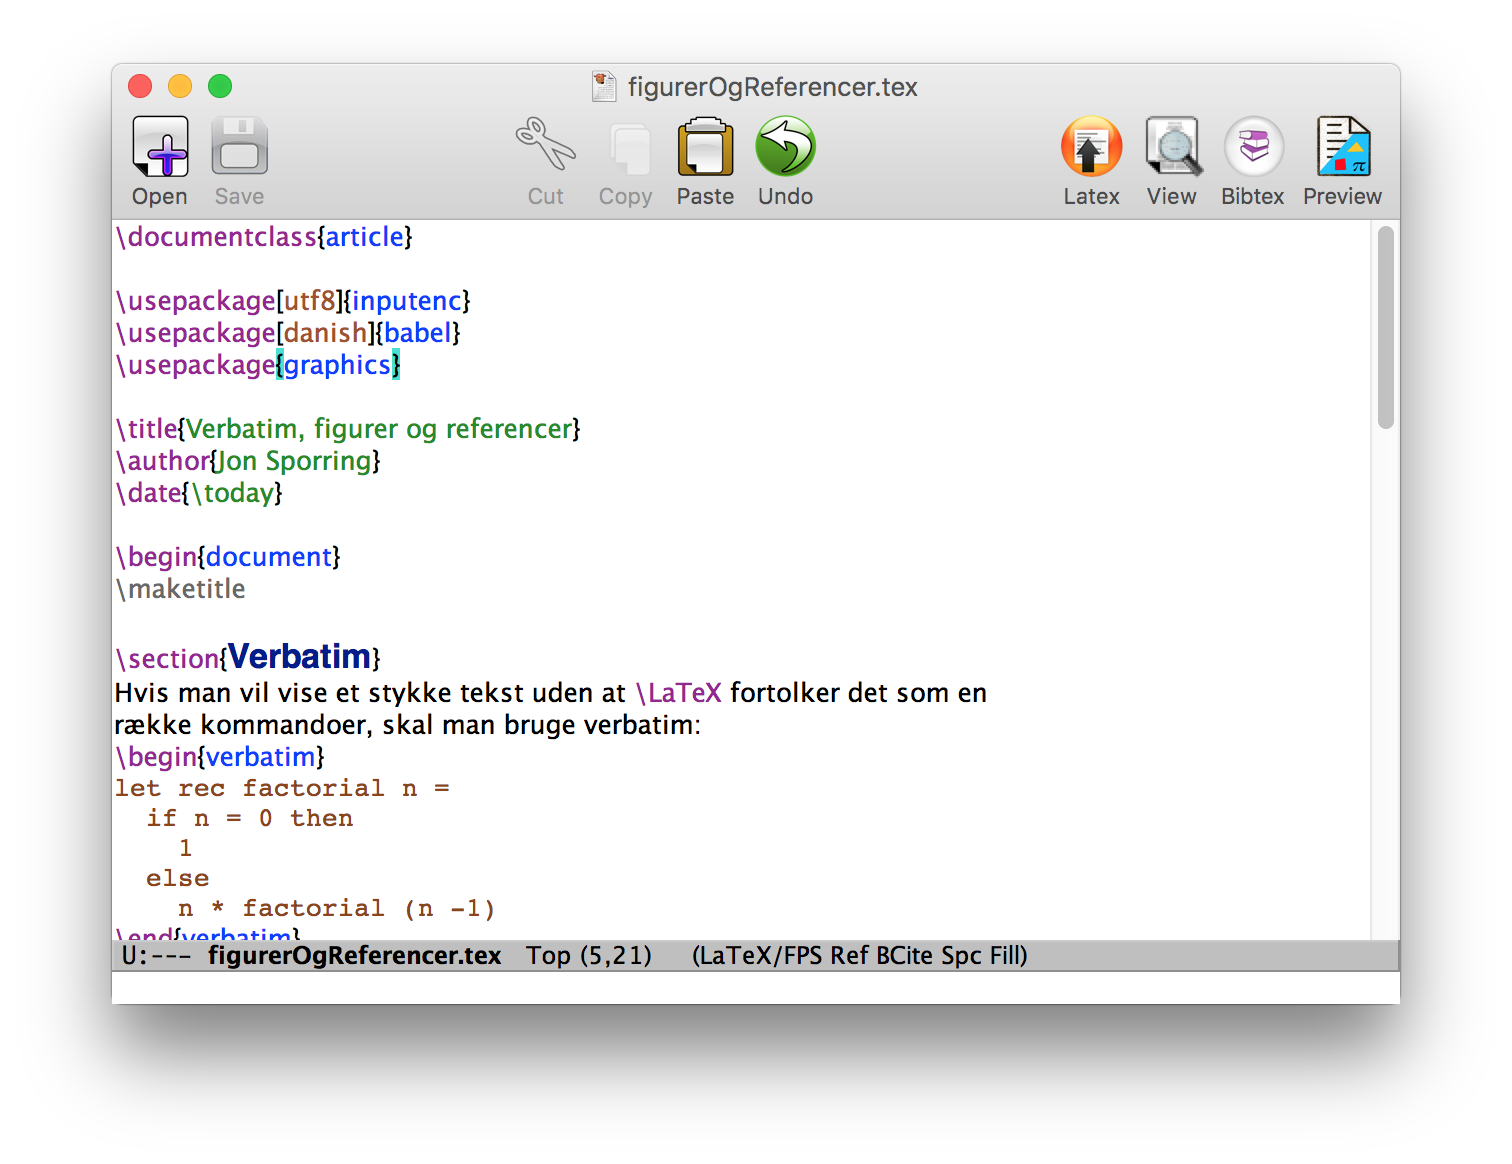 figurerOgReferencer.tex
Open Save Cut Copy Paste Undo Latex View Bibtex Preview
\documentclass{article}
\usepackage[utf8]{inputenc}
\usepackage[danish]{babel}
\usepackage{graphics}
\title{Verbatim, figurer og referencer}
\author{Jon Sporring}
\date{\today}
\begin{document}
\maketitle
\section{Verbatim}
Hvis man vil vise et stykke tekst uden at \LaTeX fortolker det som en
række kommandoer, skal man bruge verbatim:
\begin{verbatim}
let rec factorial n =
  if n = 0 then
    1
  else
    n * factorial (n -1)
\end{verbatim}
U:--- figurerOgReferencer.tex Top (5,21) (LaTeX/FPS Ref BCite Spc Fill)